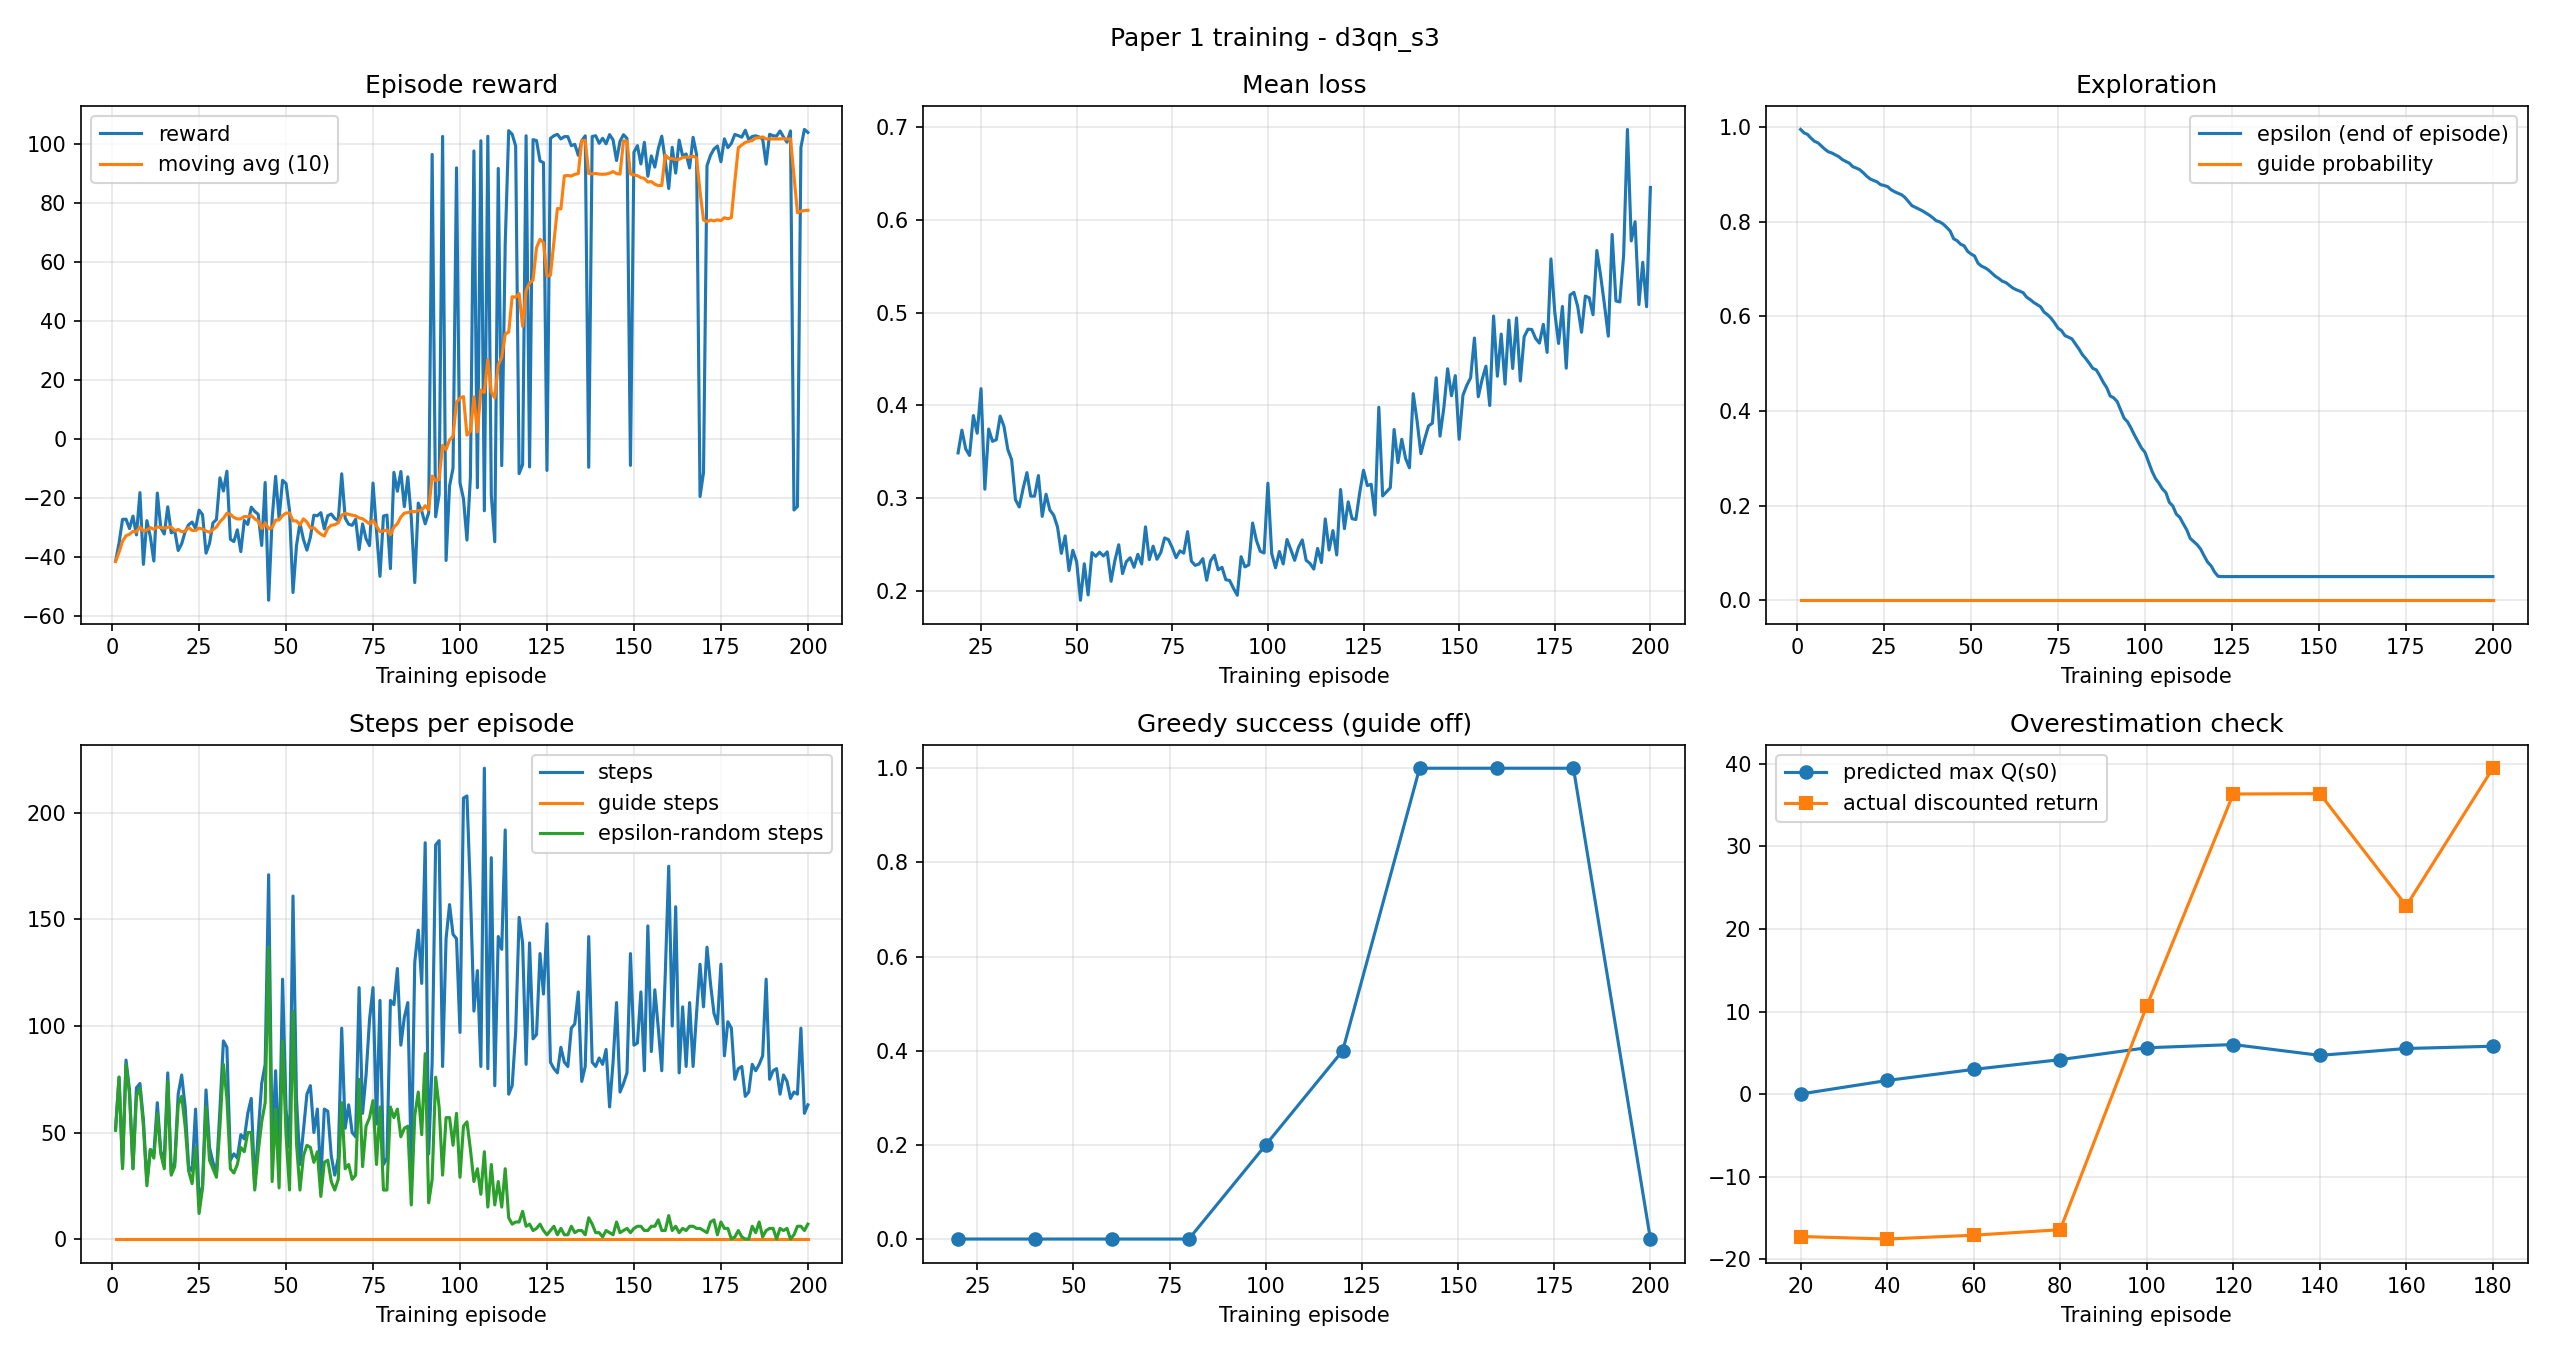 Paper 1 training - d3qn_s3
Episode reward
reward
moving avg (10)
100
80
60
40
20
0
−20
−40
−60
0 25 50 75 100 125 150 175 200
Training episode
Mean loss
0.7
0.6
0.5
0.4
0.3
0.2
25 50 75 100 125 150 175 200
Training episode
Exploration
epsilon (end of episode)
guide probability
1.0
0.8
0.6
0.4
0.2
0.0
0 25 50 75 100 125 150 175 200
Training episode
Steps per episode
steps
guide steps
epsilon-random steps
200
150
100
50
0
0 25 50 75 100 125 150 175 200
Training episode
Greedy success (guide off)
1.0
0.8
0.6
0.4
0.2
0.0
25 50 75 100 125 150 175 200
Training episode
Overestimation check
predicted max Q(s0)
actual discounted return
40
30
20
10
0
−10
−20
20 40 60 80 100 120 140 160 180
Training episode